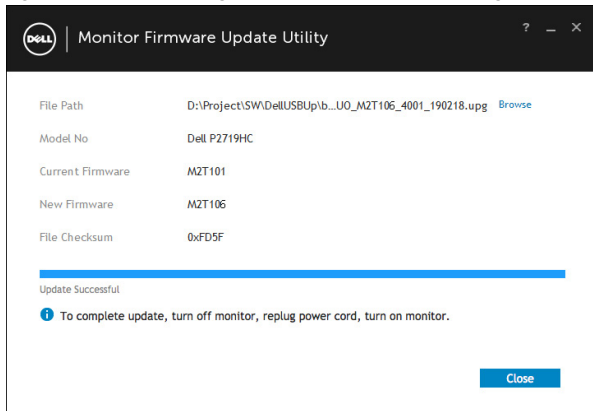 DELL
Monitor Firmware Update Utility
? _ ×
File Path D:\Project\SW\DellUSBUp\b...UO_M2T106_4001_190218.upg Browse
Model No Dell P2719HC
Current Firmware M2T101
New Firmware M2T106
File Checksum 0xFD5F
Update Successful
To complete update, turn off monitor, replug power cord, turn on monitor.
Close